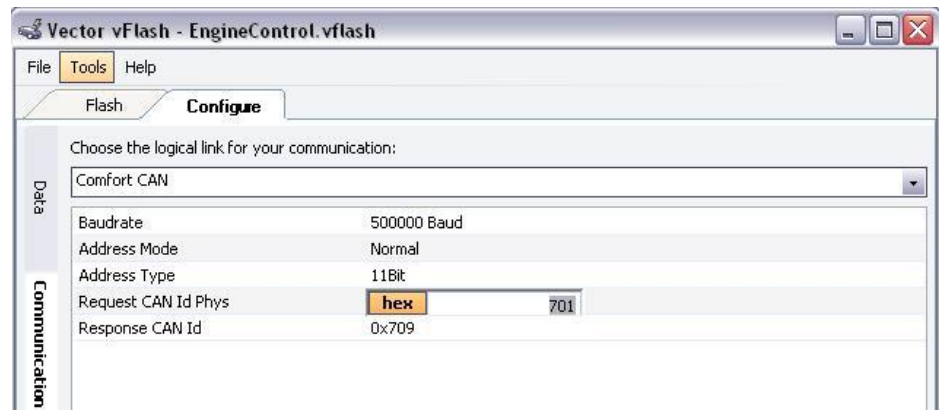 Vector vFlash - EngineControl.vflash
File Tools Help
Flash Configure
Choose the logical link for your communication:
Comfort CAN
Data
Baudrate 500000 Baud
Address Mode Normal
Address Type 11Bit
Communication
Request CAN Id Phys hex 701
Response CAN Id 0x709